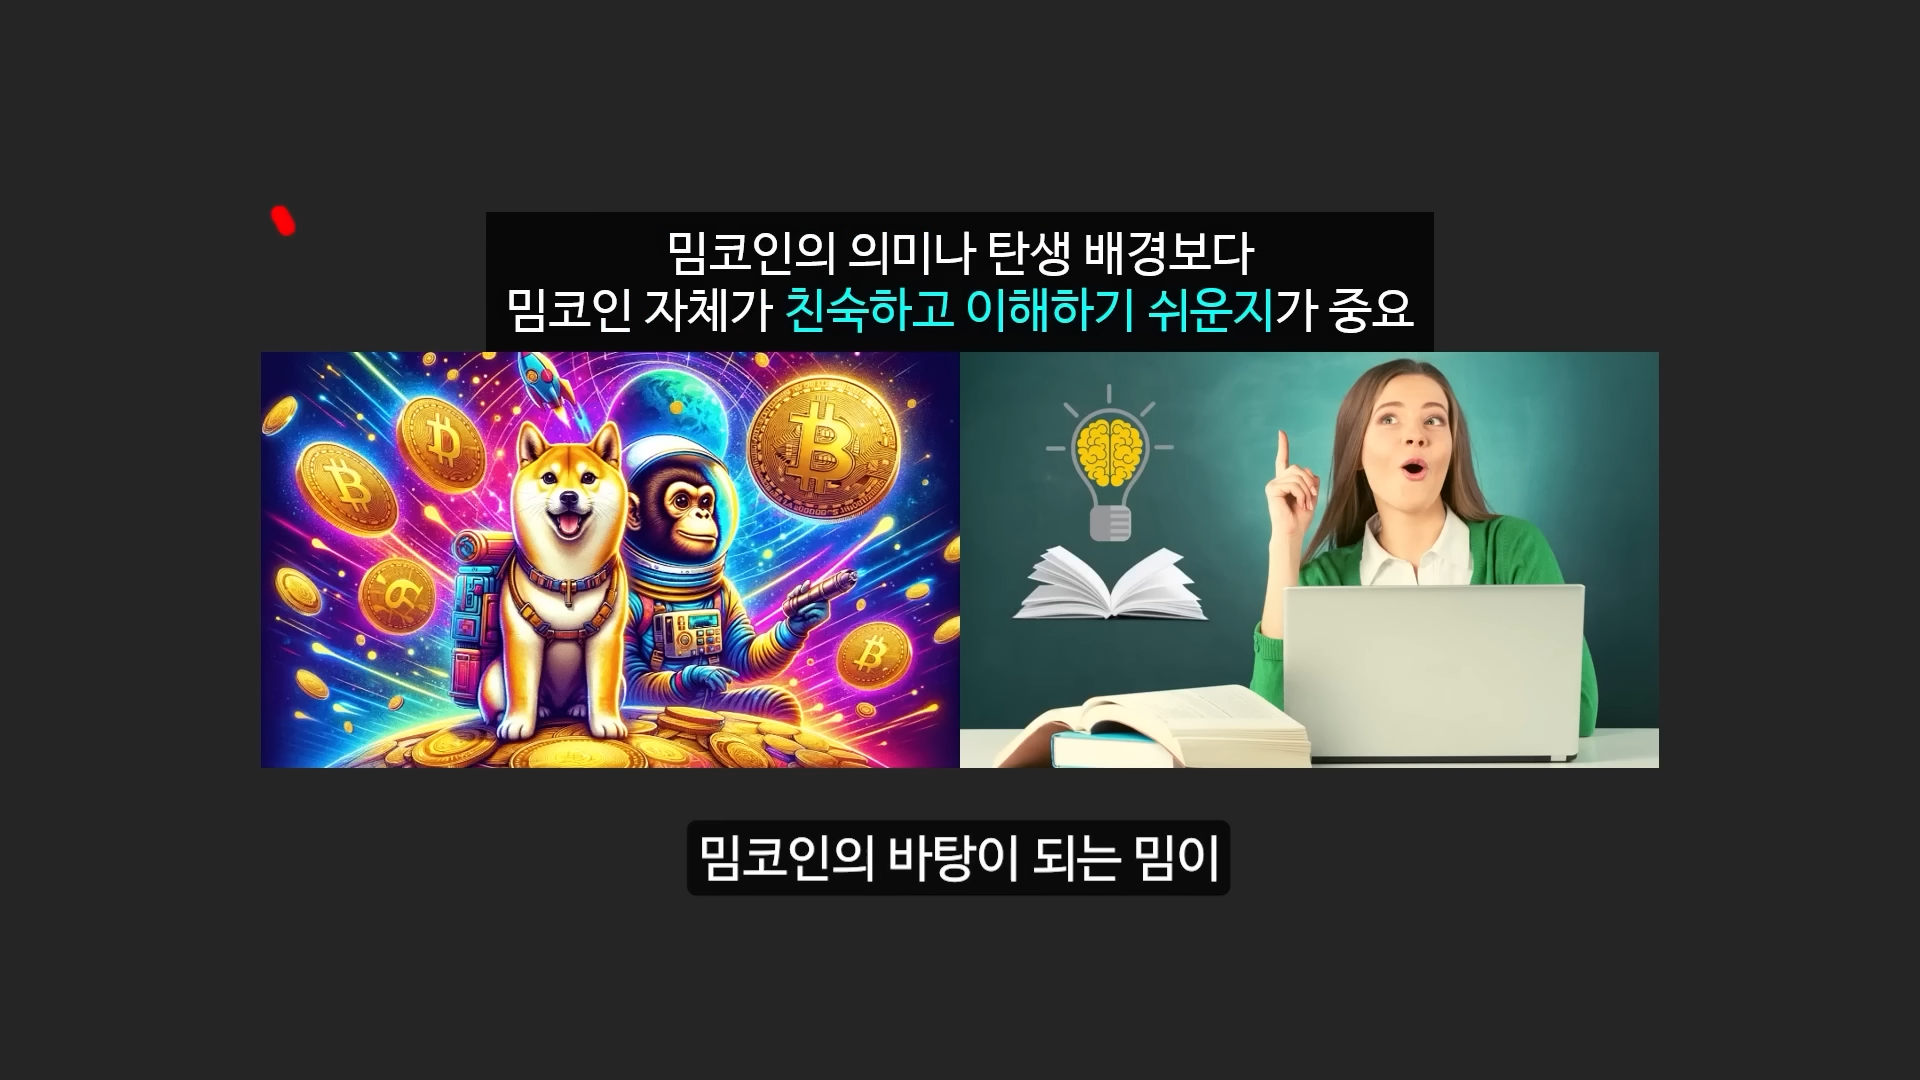 밈코인의 의미나 탄생 배경보다
밈코인 자체가 친숙하고 이해하기 쉬운지가 중요
밈코인의 바탕이 되는 밈이